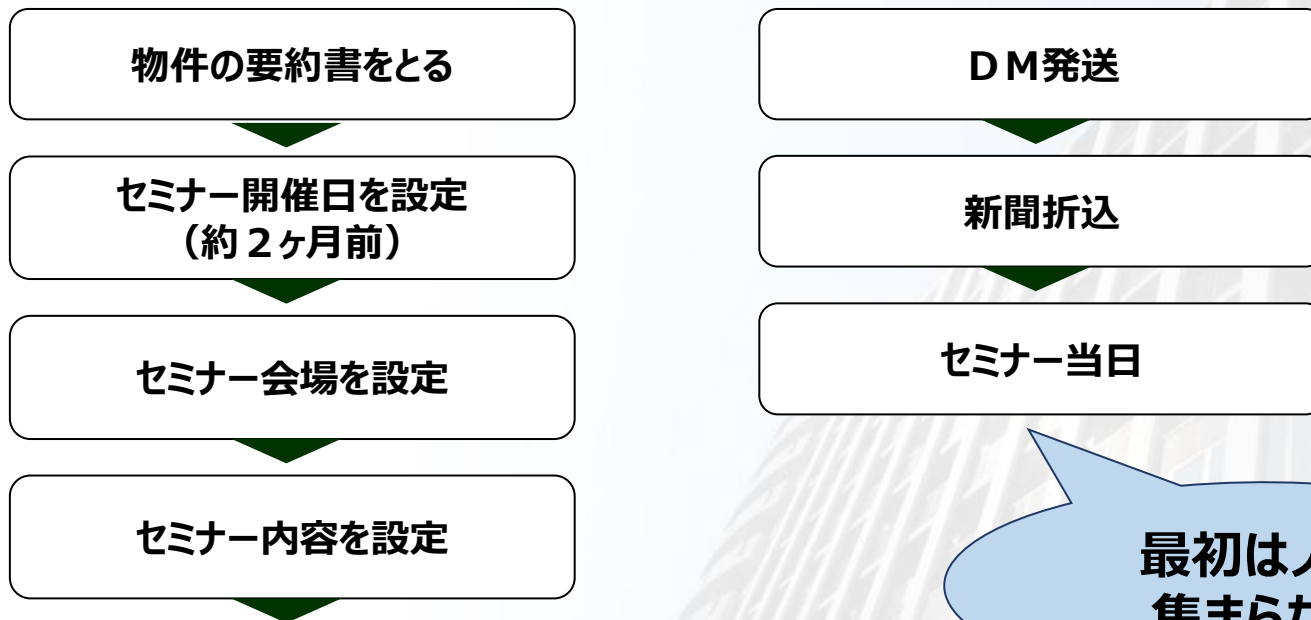 物件の要約書をとる
セミナー開催日を設定
（約２ヶ月前）
セミナー会場を設定
セミナー内容を設定
ＤＭ発送
新聞折込
セミナー当日
最初は
集まら